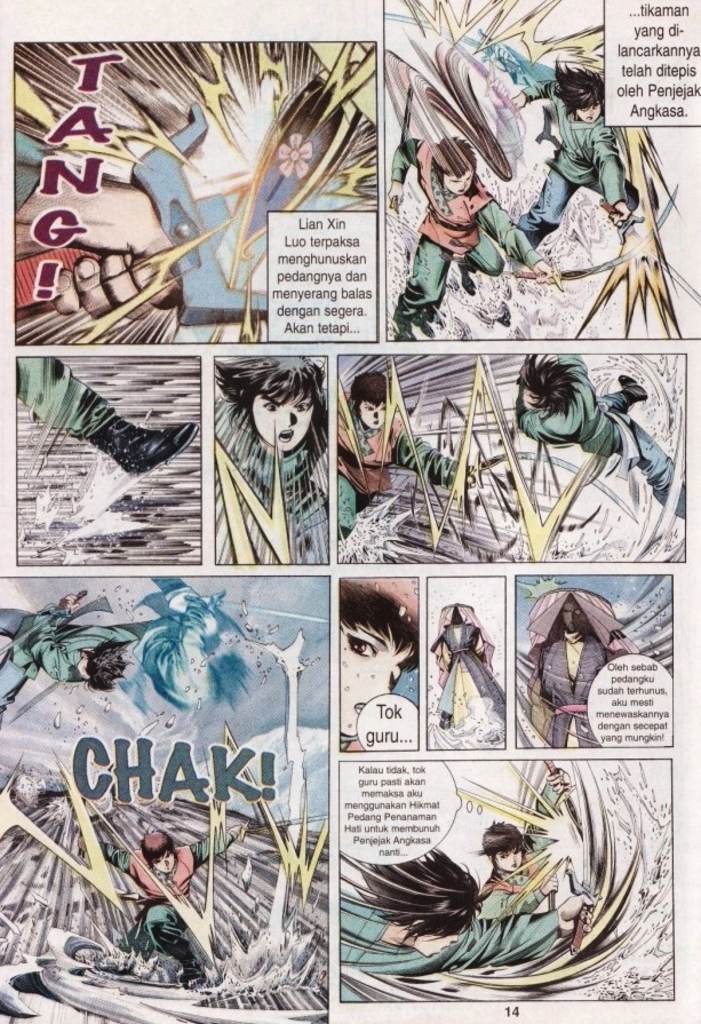 TANG!
Lian Xin
Luo terpaksa
menghunuskan
pedangnya dan
menyerang balas
dengan segera.
Akan tetapi...
...tikaman
yang di-
lancarkannya
telah ditepis
oleh Penjejak
Angkasa.
CHAK!
Tok
guru...
Oleh sebab
pedangku
sudah terhunus,
aku mesti
menewaskannya
dengan secepat
yang mungkin!
Kalau tidak, tok
guru pasti akan
memaksa aku
menggunakan Hikmat
Pedang Penanaman
Hati untuk membunuh
Penjejak Angkasa
nanti...
14